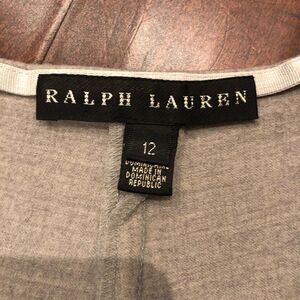 RALPH LAUREN
12
MADE IN
DOMINICAN
REPUBLIC